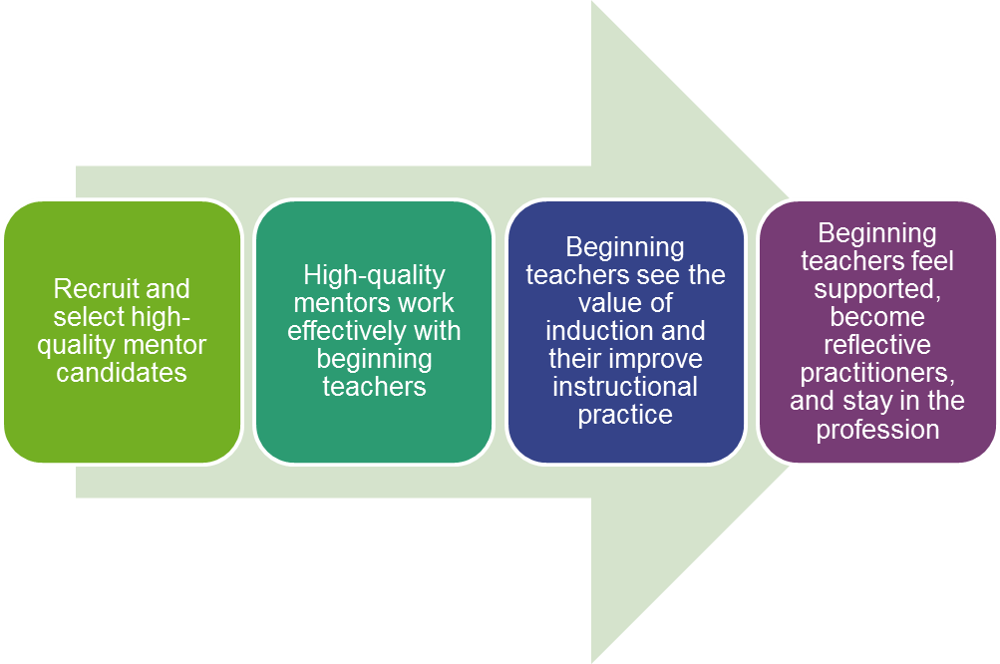 Recruit and
select high-
quality mentor
candidates
High-quality
mentors work
effectively with
beginning
teachers
Beginning
teachers see the
value of
induction and
their improve
instructional
practice
Beginning
teachers feel
supported,
become
reflective
practitioners,
and stay in the
profession